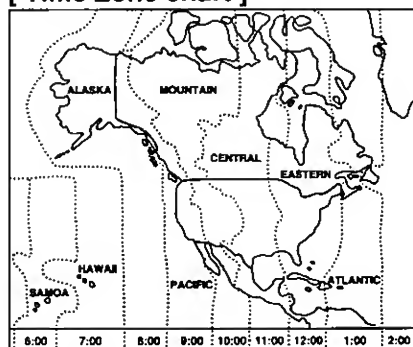 [ Time Zone Chart ]
ALASKA
MOUNTAIN
CENTRAL
EASTERN
HAWAII
SAMOA
PACIFIC
ATLANTIC
6:00 7:00 8:00 9:00 10:00 11:00 12:00 1:00 2:00